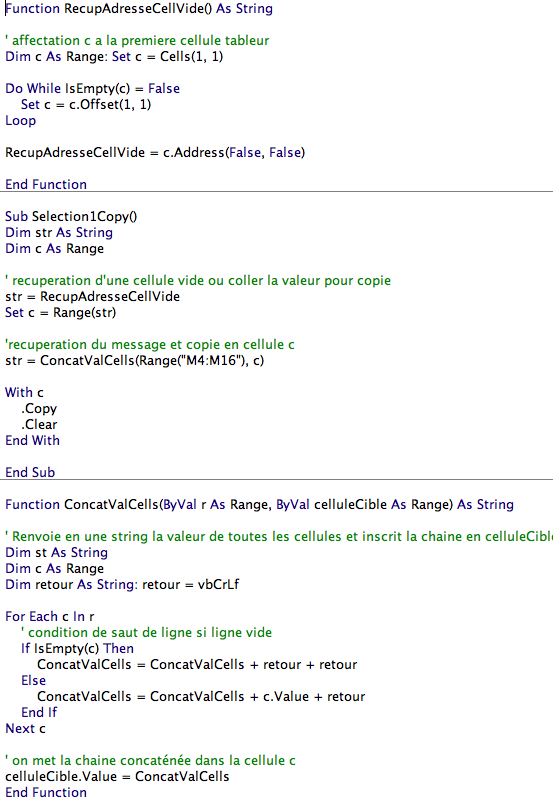 Function RecupAdresseCellVide() As String
' affectation c a la premiere cellule tableur
Dim c As Range: Set c = Cells(1, 1)
Do While IsEmpty(c) = False
Set c = c.Offset(1, 1)
Loop
RecupAdresseCellVide = c.Address(False, False)
End Function
Sub Selection1Copy()
Dim str As String
Dim c As Range
' recuperation d'une cellule vide ou coller la valeur pour copie
str = RecupAdresseCellVide
Set c = Range(str)
'recuperation du message et copie en cellule c
str = ConcatValCells(Range("M4:M16"), c)
With c
.Copy
.Clear
End With
End Sub
Function ConcatValCells(ByVal r As Range, ByVal celluleCible As Range) As String
' Renvoie en une string la valeur de toutes les cellules et inscrit la chaine en celluleCible
Dim st As String
Dim c As Range
Dim retour As String: retour = vbCrLf
For Each c In r
' condition de saut de ligne si ligne vide
If IsEmpty(c) Then
ConcatValCells = ConcatValCells + retour + retour
Else
ConcatValCells = ConcatValCells + c.Value + retour
End If
Next c
' on met la chaine concaténée dans la cellule c
celluleCible.Value = ConcatValCells
End Function